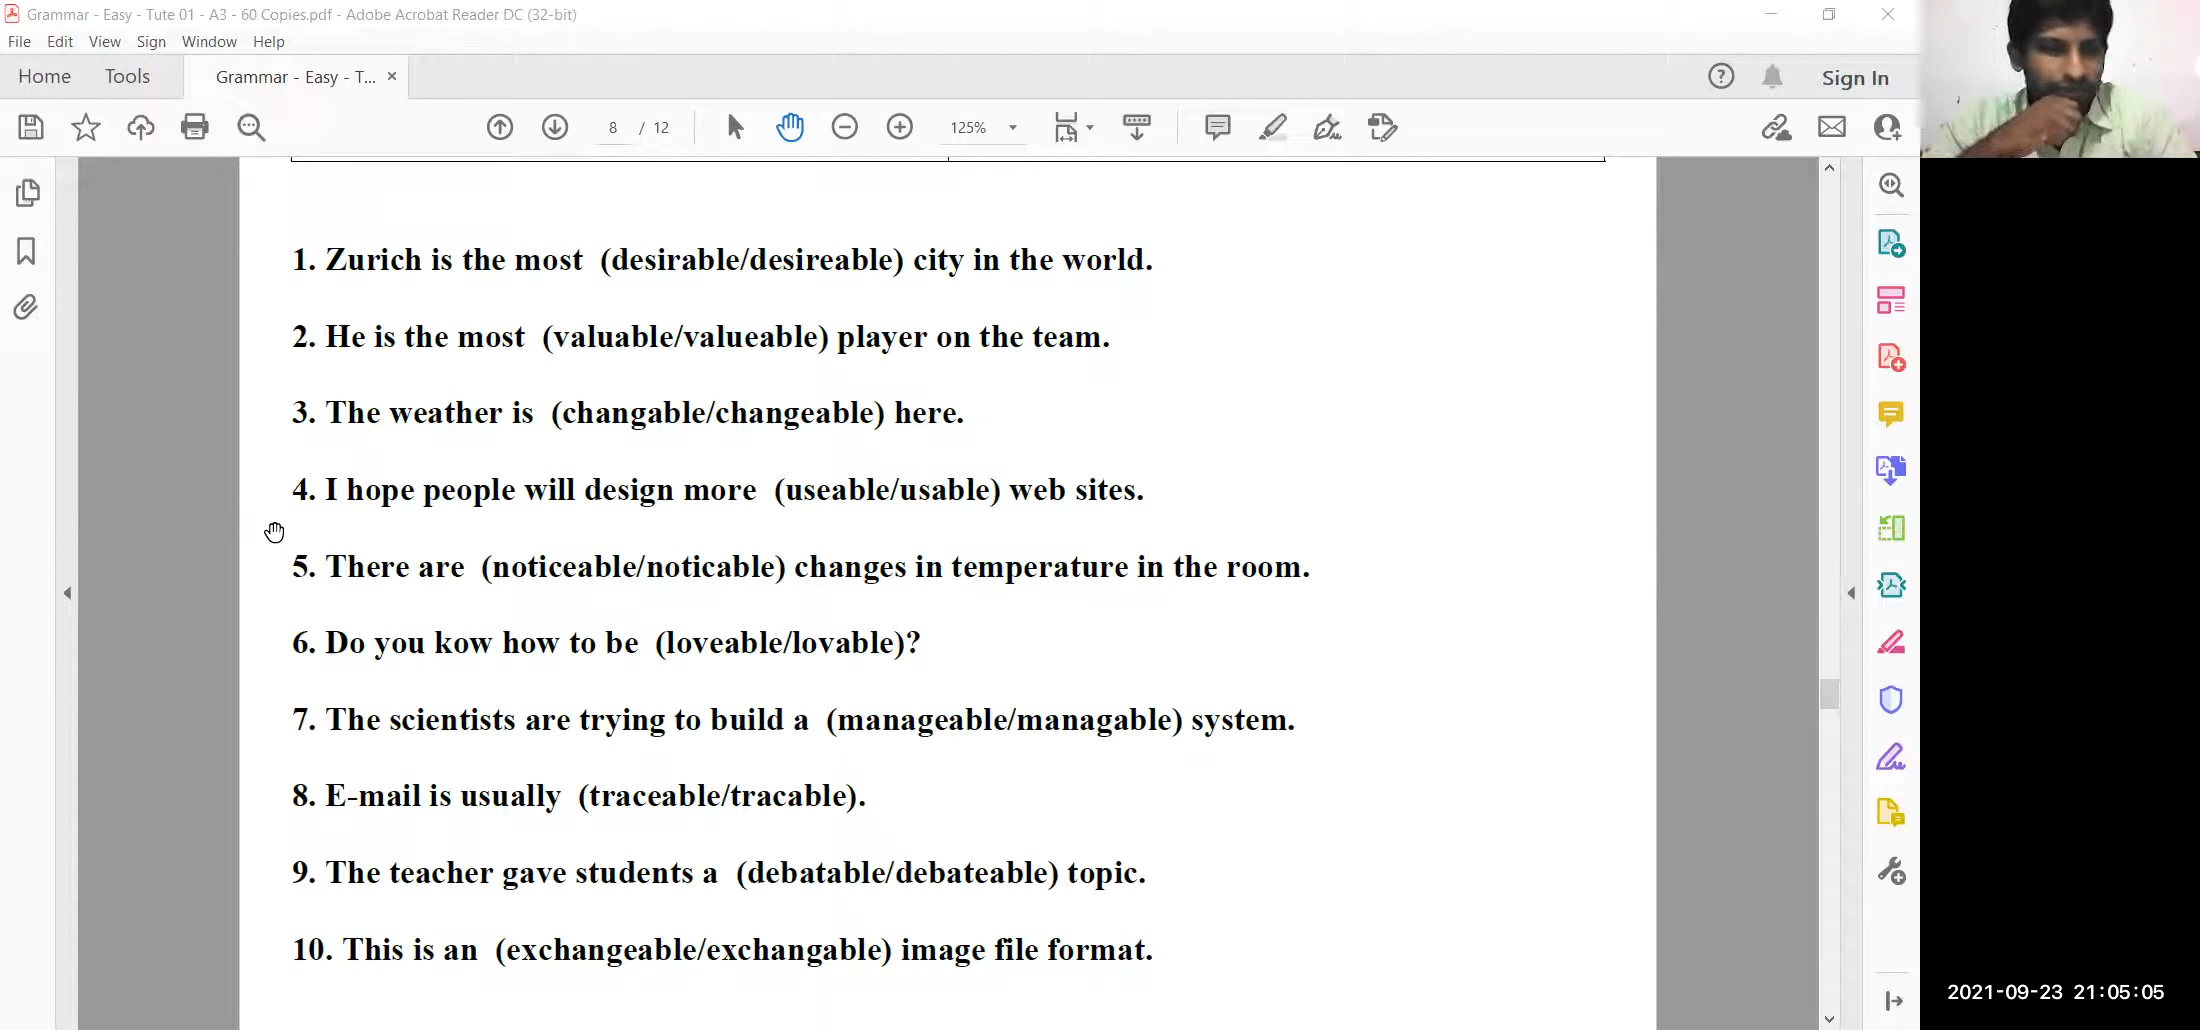 Grammar - Easy - Tute 01 - A3 - 60 Copies.pdf - Adobe Acrobat Reader DC (32-bit)
File Edit View Sign Window Help
Home Tools Grammar - Easy - T... × Sign In
8 / 12 125%
1. Zurich is the most (desirable/desireable) city in the world.
2. He is the most (valuable/valueable) player on the team.
3. The weather is (changable/changeable) here.
4. I hope people will design more (useable/usable) web sites.
5. There are (noticeable/noticable) changes in temperature in the room.
6. Do you kow how to be (loveable/lovable)?
7. The scientists are trying to build a (manageable/managable) system.
8. E-mail is usually (traceable/tracable).
9. The teacher gave students a (debatable/debateable) topic.
10. This is an (exchangeable/exchangable) image file format.
2021-09-23 21:05:05